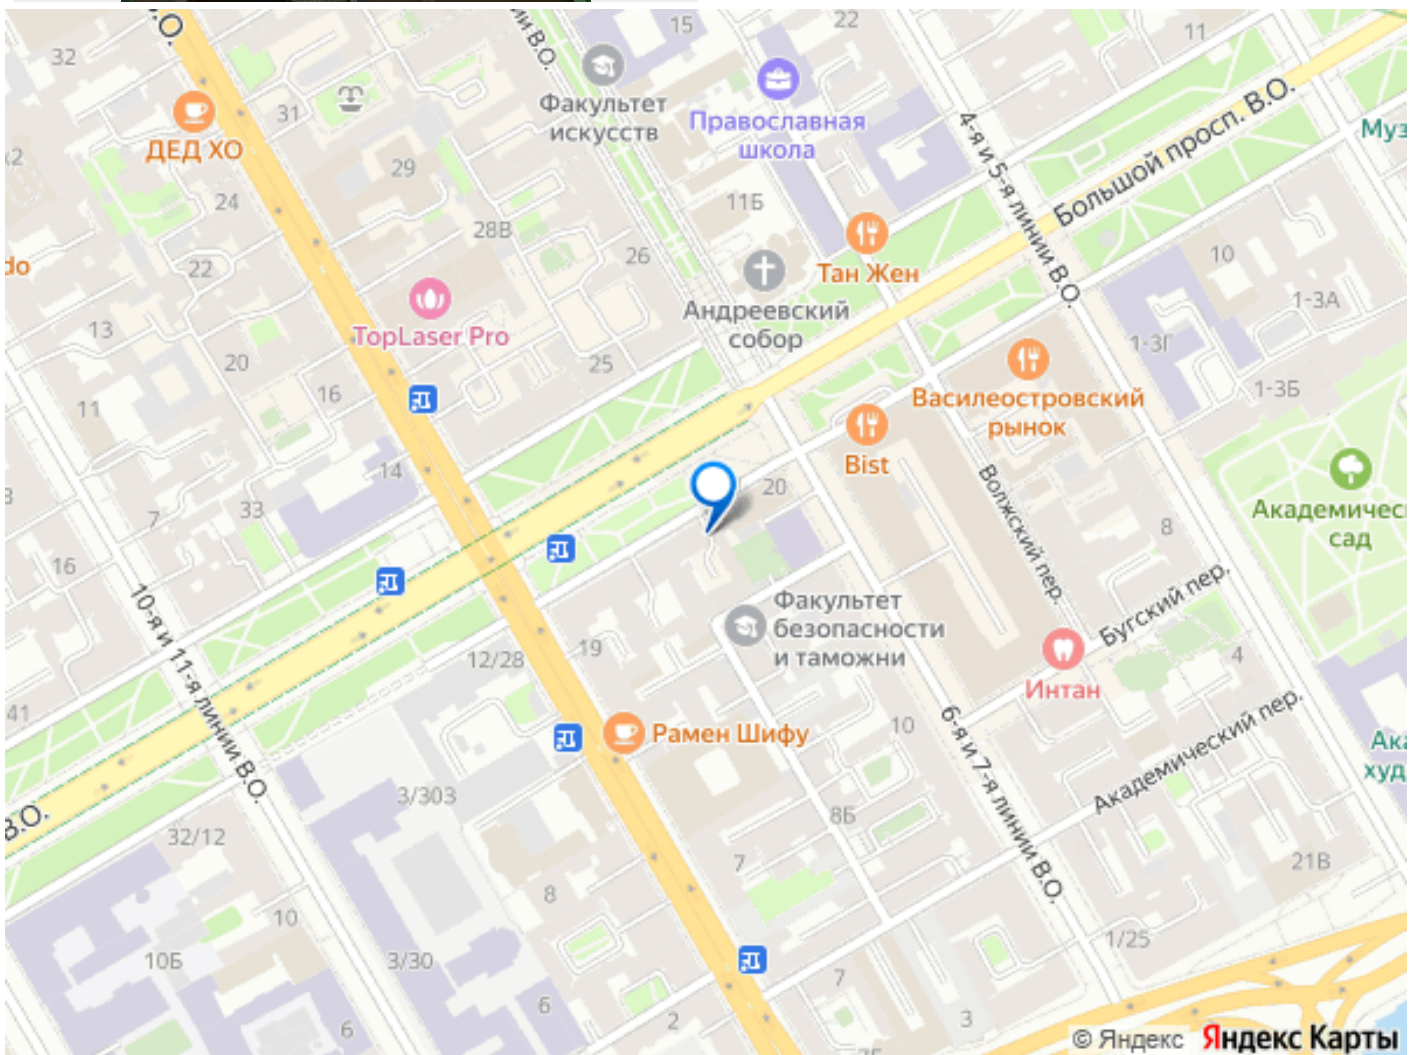 15
22
11
32
В.О.
Факультет
искусств
Православная
школа
31
ДЕД ХО
29
24
11Б
28В
4-я и 5-я линии В.О.
Большой просп. В.О.
Тан Жен
26
22
10
Андреевский
собор
1-3А
TopLaser Pro
13
20
25
1-3Г
16
11
1-3Б
Василеостровский
рынок
Bist
14
20
33
7
Волжский пер.
8
сад
16
10-я и 11-я линии В.О.
Факультет
безопасности
и таможни
Бугский пер.
19
12/28
Интан
4
41
Рамен Шифу
10
6-я и 7-я линии В.О.
Академический пер.
3/303
8Б
В.О.
32/12
7
21В
8
10
10Б
3/30
1/25
7
6
6
2
3
© Яндекс Яндекс Карты